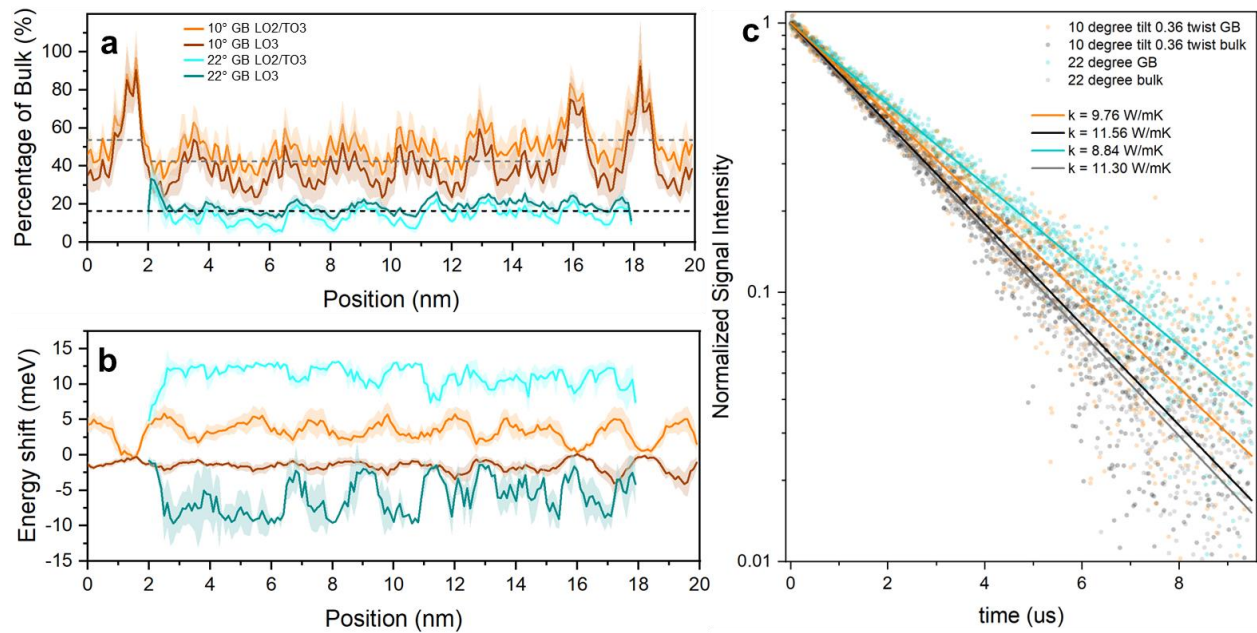 a
10° GB LO2/TO3
10° GB LO3
22° GB LO2/TO3
22° GB LO3
Percentage of Bulk (%)
100
80
60
40
20
0
0 2 4 6 8 10 12 14 16 18 20
Position (nm)
b
Energy shift (meV)
15
10
5
0
-5
-10
-15
0 2 4 6 8 10 12 14 16 18 20
Position (nm)
c
10 degree tilt 0.36 twist GB
10 degree tilt 0.36 twist bulk
22 degree GB
22 degree bulk
k = 9.76 W/mK
k = 11.56 W/mK
k = 8.84 W/mK
k = 11.30 W/mK
Normalized Signal Intensity
1
0.1
0.01
0 2 4 6 8
time (us)